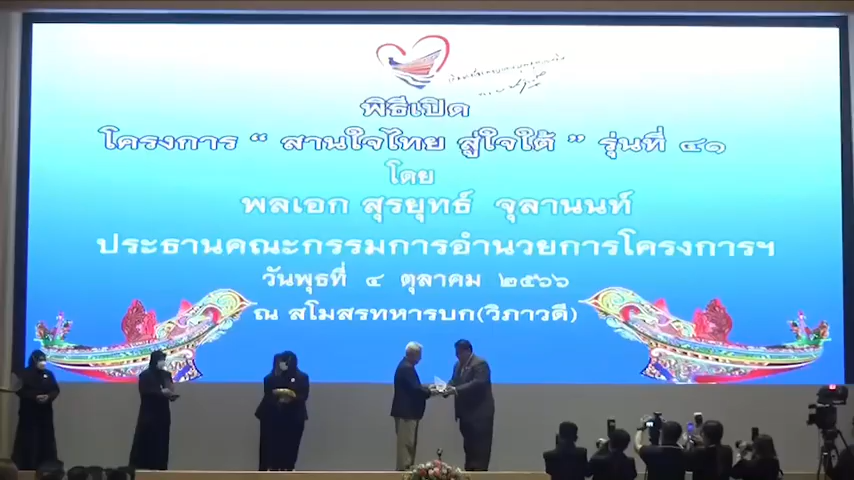 พิธีเปิด
โครงการ “ สานใจไทย สู่ใจใต้ ” รุ่นที่ ๔๑
โดย
พลเอก สุรยุทธ์ จุลานนท์
ประธานคณะกรรมการอำนวยการโครงการฯ
วันพุธที่ ๔ ตุลาคม ๒๕๖๖
ณ สโมสรทหารบก(วิภาวดี)